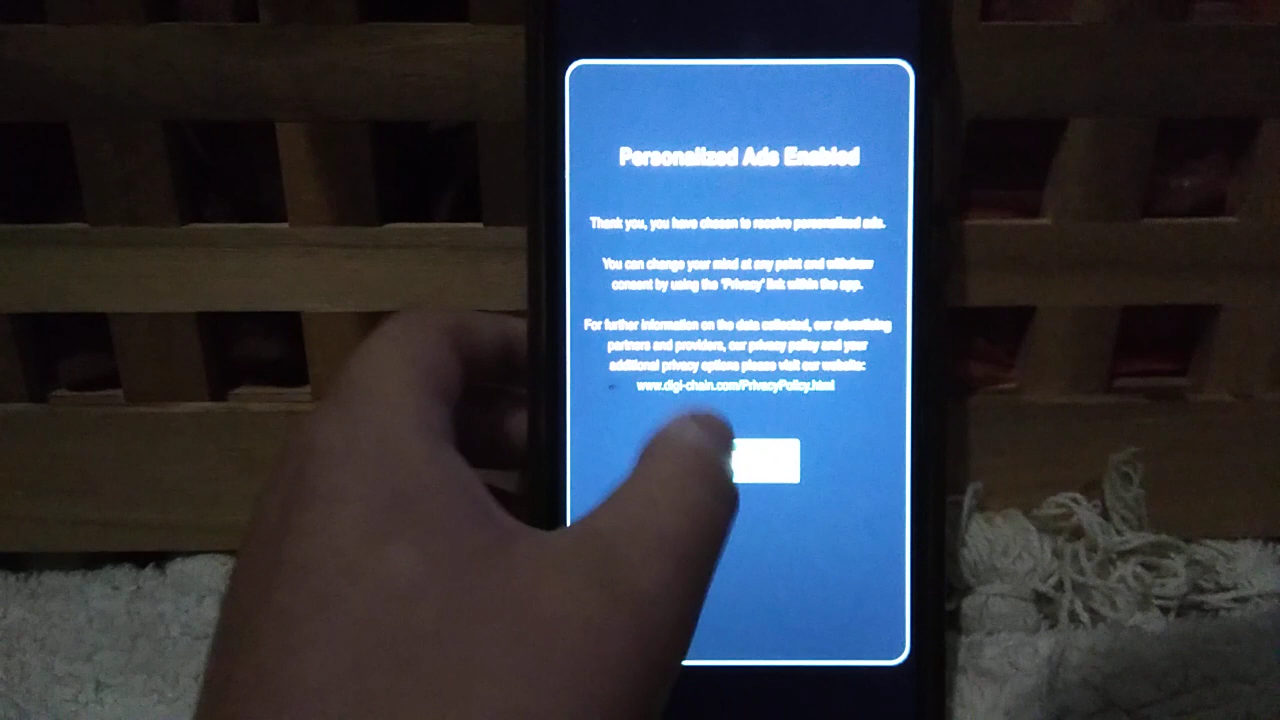 Personalized Ads Enabled
Thank you, you have chosen to receive personalized ads.
You can change your mind at any point and withdraw
consent by using the 'Privacy' link within the app.
For further information on the data collected, our advertising
partners and providers, our privacy policy and your
additional privacy options please visit our website:
www.digi-chain.com/PrivacyPolicy.html